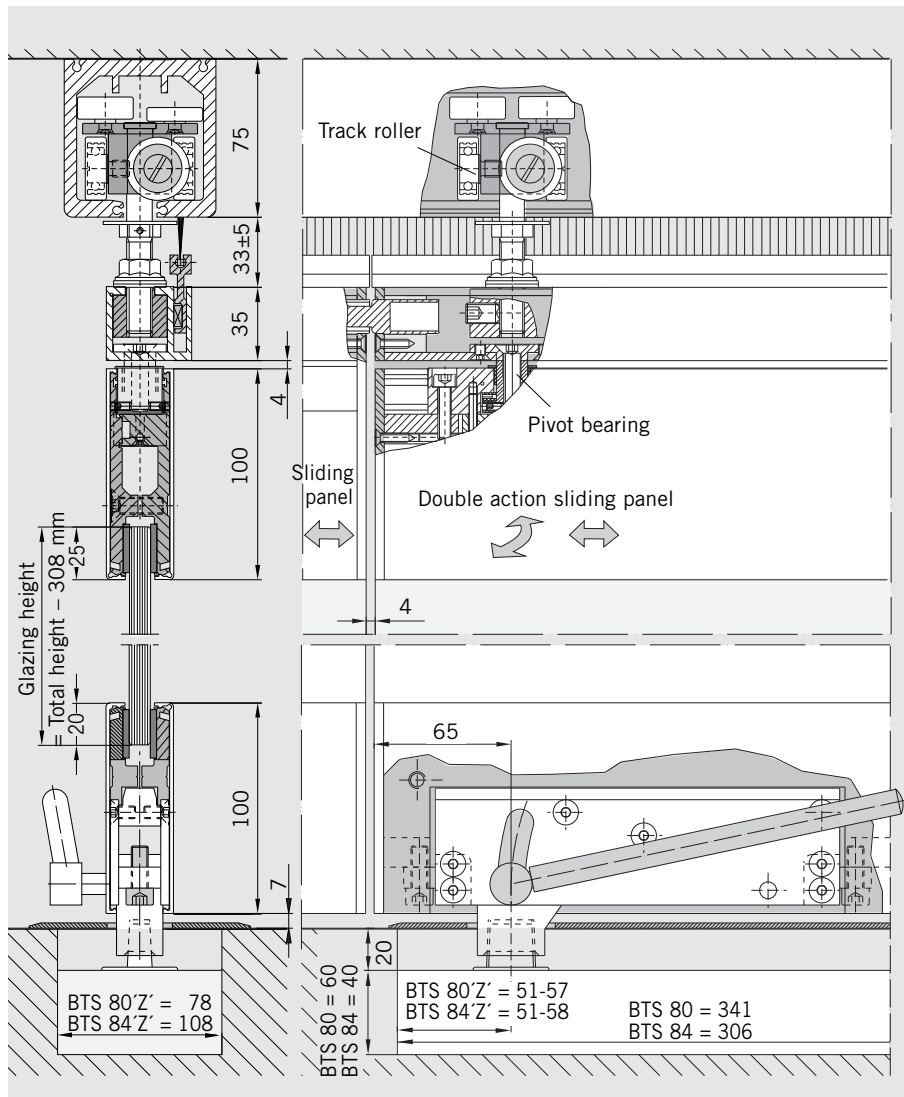 75
Track roller
33±5
35
4
Pivot bearing
100
Sliding
panel
Double action sliding panel
25
Glazing height
= Total height – 308 mm
4
20
65
100
7
20
BTS 80´Z´ = 78
BTS 84´Z´ = 108
BTS 80 = 60
BTS 84 = 40
BTS 80´Z´ = 51-57
BTS 84´Z´ = 51-58
BTS 80 = 341
BTS 84 = 306